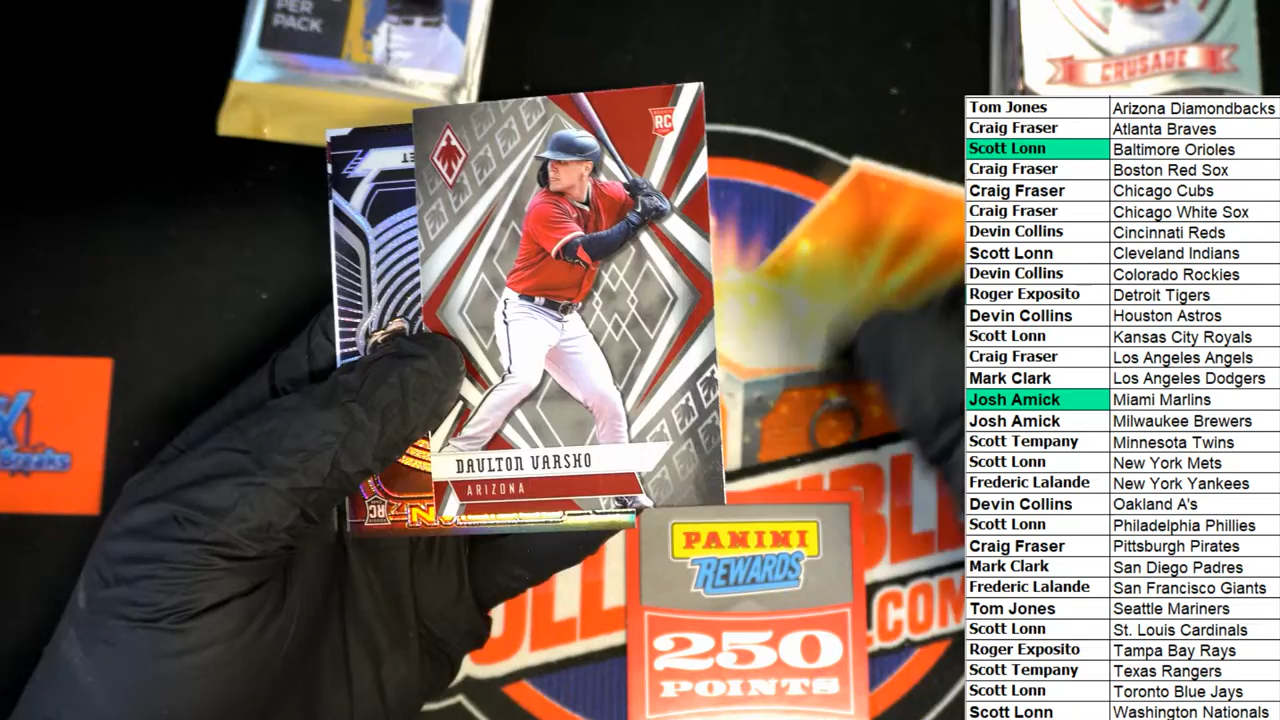 PER
PACK
CRUSADE
RC
DAULTON VARSHO
ARIZONA
RC
PANINI
REWARDS
250
POINTS
.COM
Breaks
Tom Jones Arizona Diamondbacks
Craig Fraser Atlanta Braves
Scott Lonn Baltimore Orioles
Craig Fraser Boston Red Sox
Craig Fraser Chicago Cubs
Craig Fraser Chicago White Sox
Devin Collins Cincinnati Reds
Scott Lonn Cleveland Indians
Devin Collins Colorado Rockies
Roger Exposito Detroit Tigers
Devin Collins Houston Astros
Scott Lonn Kansas City Royals
Craig Fraser Los Angeles Angels
Mark Clark Los Angeles Dodgers
Josh Amick Miami Marlins
Josh Amick Milwaukee Brewers
Scott Tempany Minnesota Twins
Scott Lonn New York Mets
Frederic Lalande New York Yankees
Devin Collins Oakland A's
Scott Lonn Philadelphia Phillies
Craig Fraser Pittsburgh Pirates
Mark Clark San Diego Padres
Frederic Lalande San Francisco Giants
Tom Jones Seattle Mariners
Scott Lonn St. Louis Cardinals
Roger Exposito Tampa Bay Rays
Scott Tempany Texas Rangers
Scott Lonn Toronto Blue Jays
Scott Lonn Washington Nationals